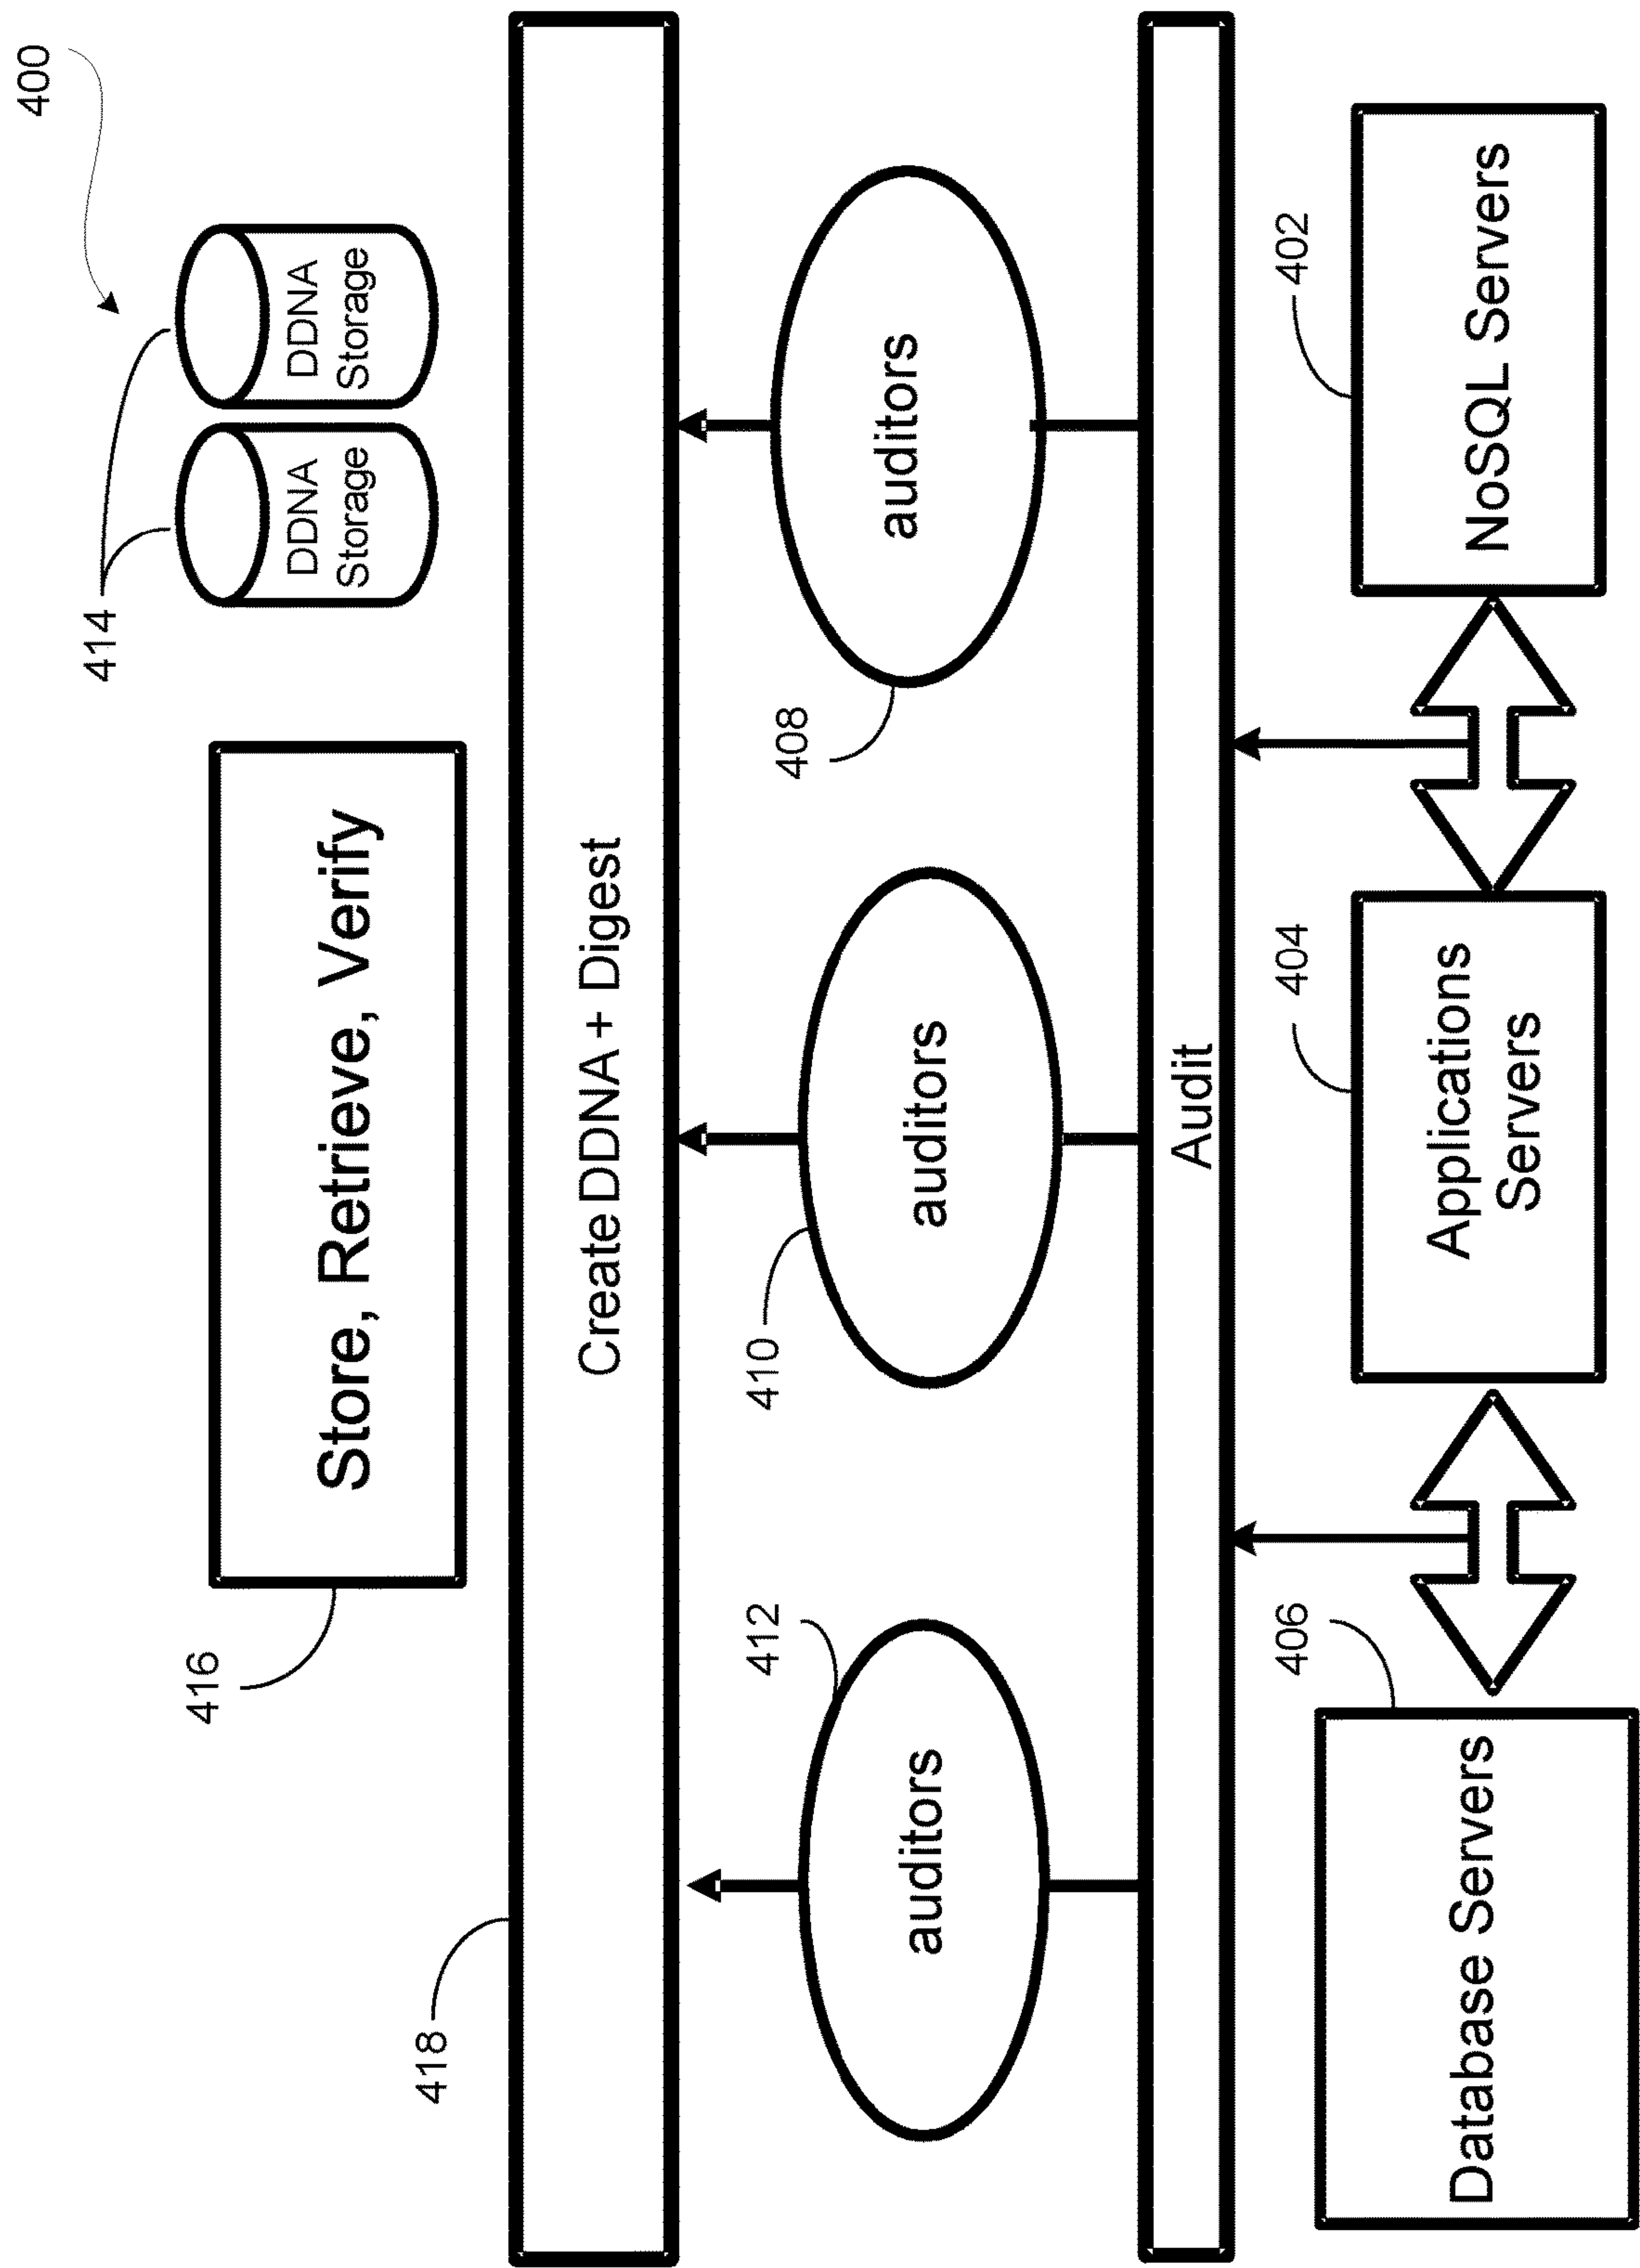 400
414
DDNA
Storage
DDNA
Storage
416
Store, Retrieve, Verify
418
Create DDNA + Digest
412
auditors
410
auditors
408
auditors
Audit
406
Database Servers
404
Applications
Servers
402
NoSQL Servers